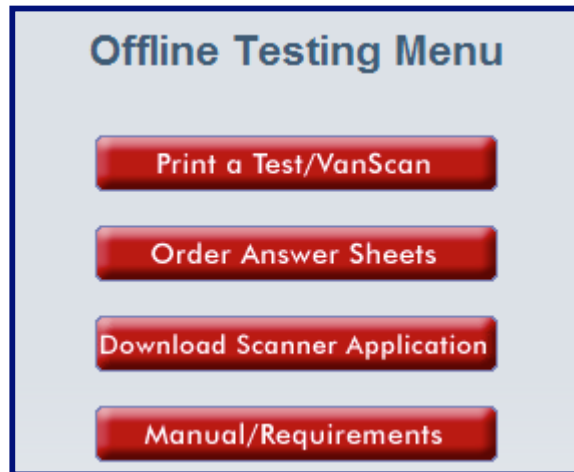 Offline Testing Menu
Print a Test/VanScan
Order Answer Sheets
Download Scanner Application
Manual/Requirements